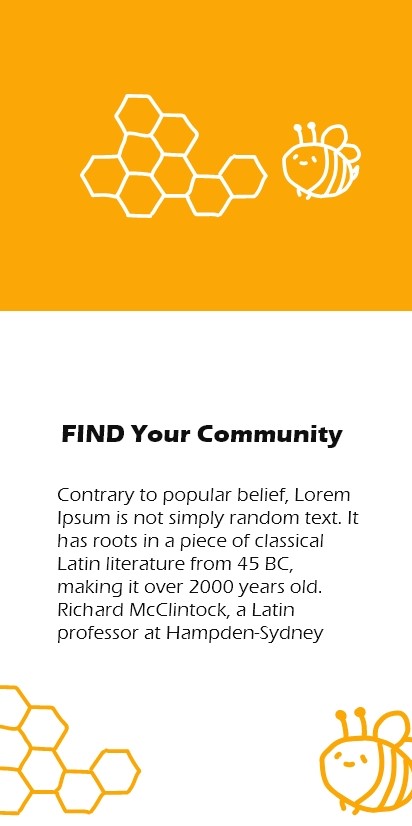 FIND Your Community
Contrary to popular belief, Lorem
Ipsum is not simply random text. It
has roots in a piece of classical
Latin literature from 45 BC,
making it over 2000 years old.
Richard McClintock, a Latin
professor at Hampden-Sydney